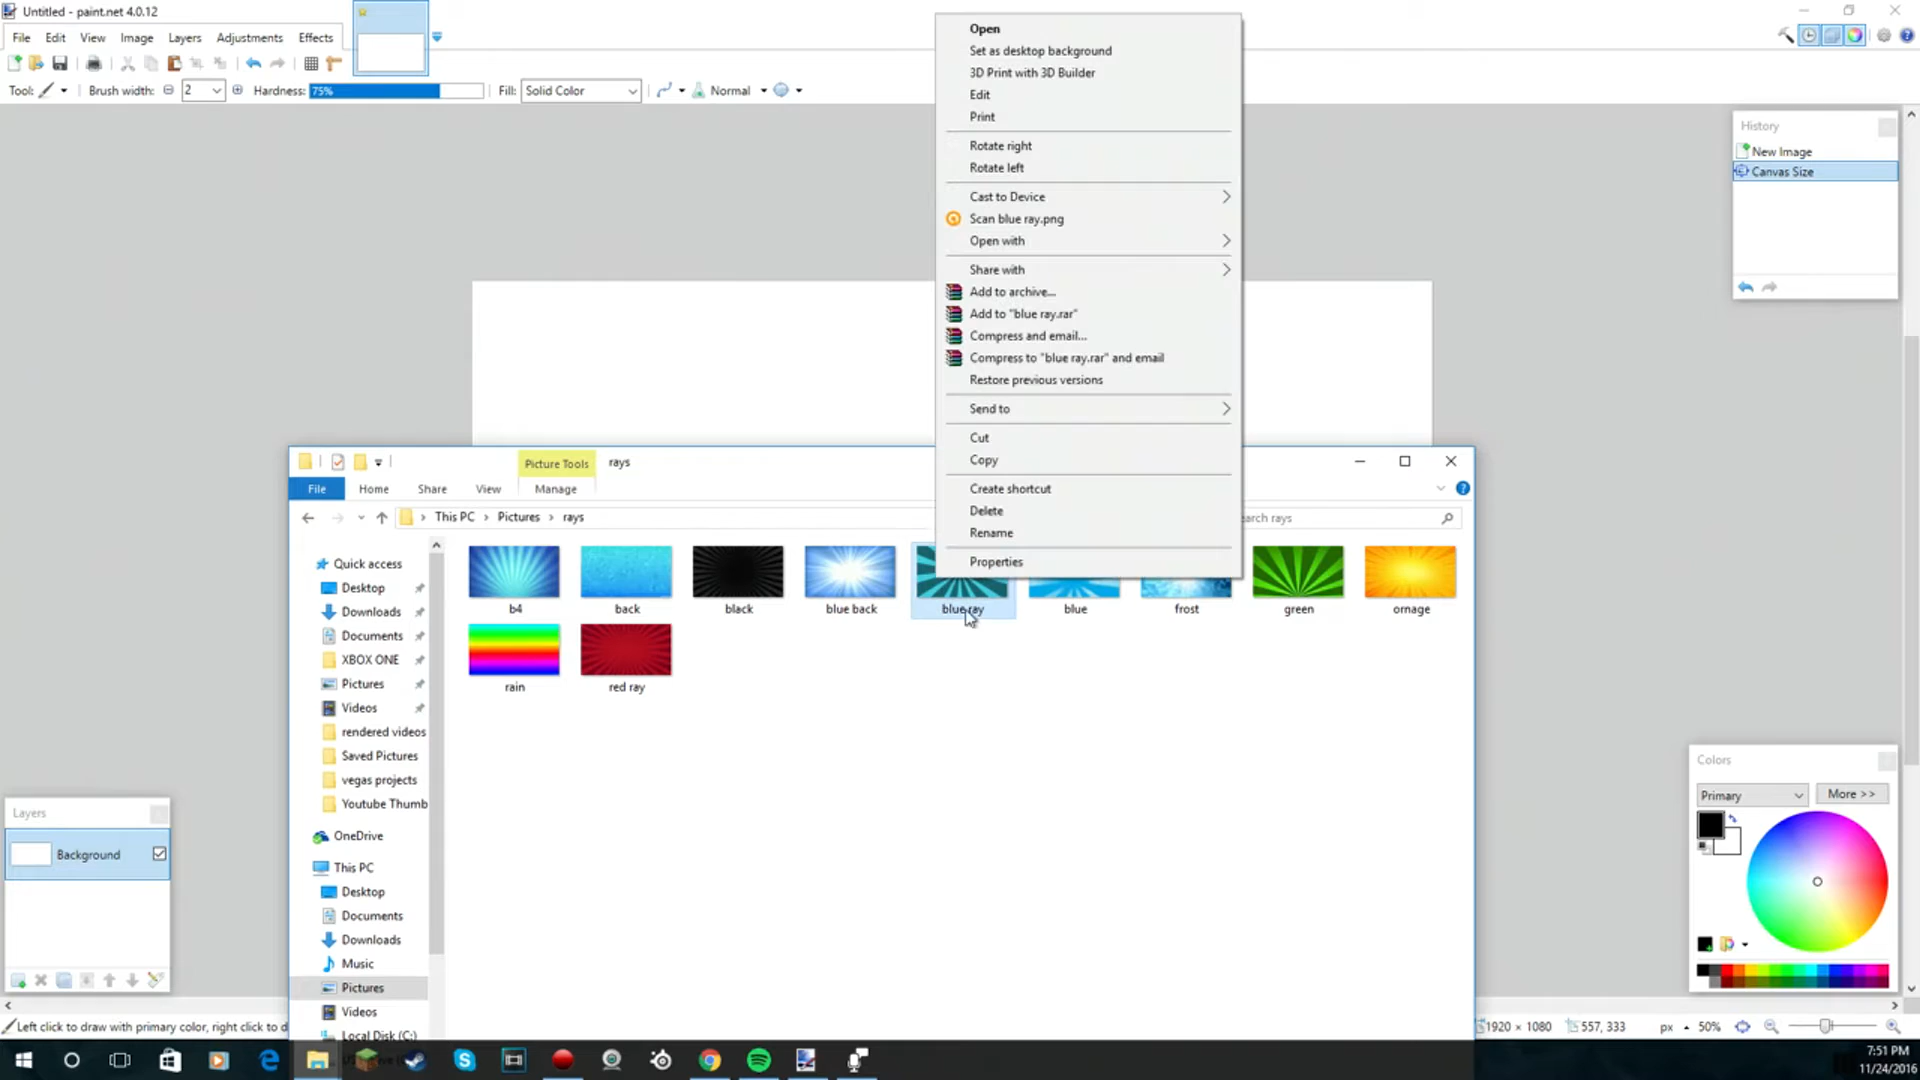 Untitled - paint.net 4.0.12
File Edit View Image Layers Adjustments Effects
Tool: Brush width: 2 Hardness: 75% Fill: Solid Color Normal
Open
Set as desktop background
3D Print with 3D Builder
Edit
Print
Rotate right
Rotate left
Cast to Device
Scan blue ray.png
Open with
Share with
Add to archive...
Add to "blue ray.rar"
Compress and email...
Compress to "blue ray.rar" and email
Restore previous versions
Send to
Cut
Copy
Create shortcut
Delete
Rename
Properties
History
New Image
Canvas Size
Picture Tools rays
File Home Share View Manage
This PC Pictures rays
Quick access
Desktop
Downloads
Documents
XBOX ONE
Pictures
Videos
rendered videos
Saved Pictures
vegas projects
Youtube Thumb
OneDrive
This PC
Desktop
Documents
Downloads
Music
Pictures
Videos
Local Disk (C:)
b4 back black blue back blue ray blue frost green ornage
rain red ray
Layers
Background
Colors
Primary More >>
Left click to draw with primary color, right click to d
1920 × 1080 557, 333 px 50%
7:51 PM
11/24/2016